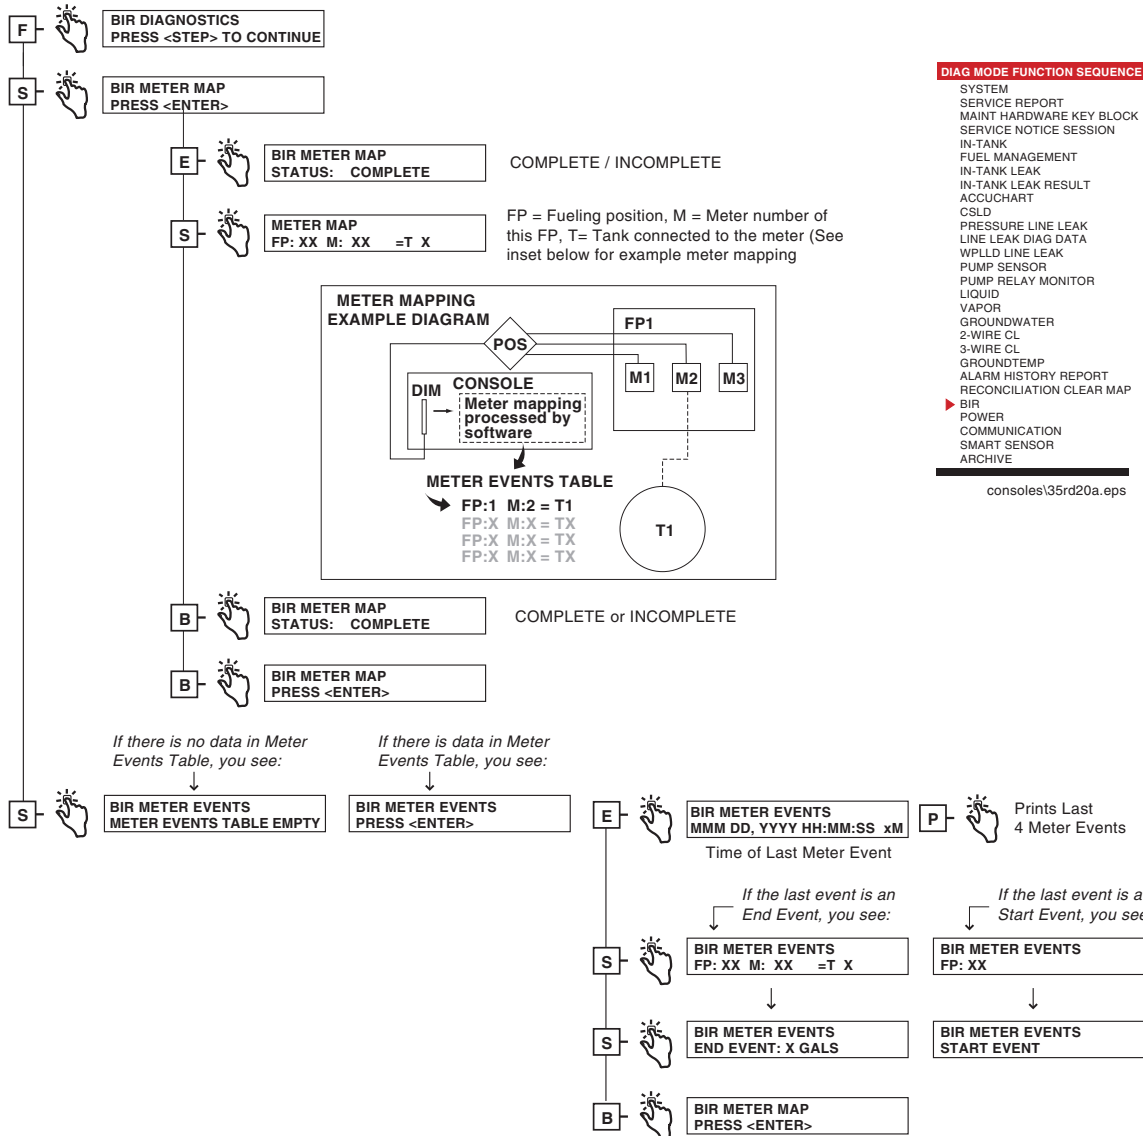 F
BIR DIAGNOSTICS
PRESS <STEP> TO CONTINUE
S
BIR METER MAP
PRESS <ENTER>
E
BIR METER MAP
STATUS: COMPLETE
COMPLETE / INCOMPLETE
S
METER MAP
FP: XX M: XX =T X
FP = Fueling position, M = Meter number of
this FP, T= Tank connected to the meter (See
inset below for example meter mapping
METER MAPPING
EXAMPLE DIAGRAM
POS
FP1
M1 M2 M3
DIM
CONSOLE
Meter mapping
processed by
software
METER EVENTS TABLE
FP:1 M:2 = T1
FP:X M:X = TX
FP:X M:X = TX
FP:X M:X = TX
T1
B
BIR METER MAP
STATUS: COMPLETE
COMPLETE or INCOMPLETE
B
BIR METER MAP
PRESS <ENTER>
If there is no data in Meter
Events Table, you see:
If there is data in Meter
Events Table, you see:
S
BIR METER EVENTS
METER EVENTS TABLE EMPTY
BIR METER EVENTS
PRESS <ENTER>
E
BIR METER EVENTS
MMM DD, YYYY HH:MM:SS xM
Time of Last Meter Event
P
Prints Last
4 Meter Events
If the last event is an
End Event, you see:
If the last event is a
Start Event, you see
S
BIR METER EVENTS
FP: XX M: XX =T X
BIR METER EVENTS
FP: XX
S
BIR METER EVENTS
END EVENT: X GALS
BIR METER EVENTS
START EVENT
B
BIR METER MAP
PRESS <ENTER>
DIAG MODE FUNCTION SEQUENCE
SYSTEM
SERVICE REPORT
MAINT HARDWARE KEY BLOCK
SERVICE NOTICE SESSION
IN-TANK
FUEL MANAGEMENT
IN-TANK LEAK
IN-TANK LEAK RESULT
ACCUCHART
CSLD
PRESSURE LINE LEAK
LINE LEAK DIAG DATA
WPLLD LINE LEAK
PUMP SENSOR
PUMP RELAY MONITOR
LIQUID
VAPOR
GROUNDWATER
2-WIRE CL
3-WIRE CL
GROUNDTEMP
ALARM HISTORY REPORT
RECONCILIATION CLEAR MAP
BIR
POWER
COMMUNICATION
SMART SENSOR
ARCHIVE
consoles\35rd20a.eps